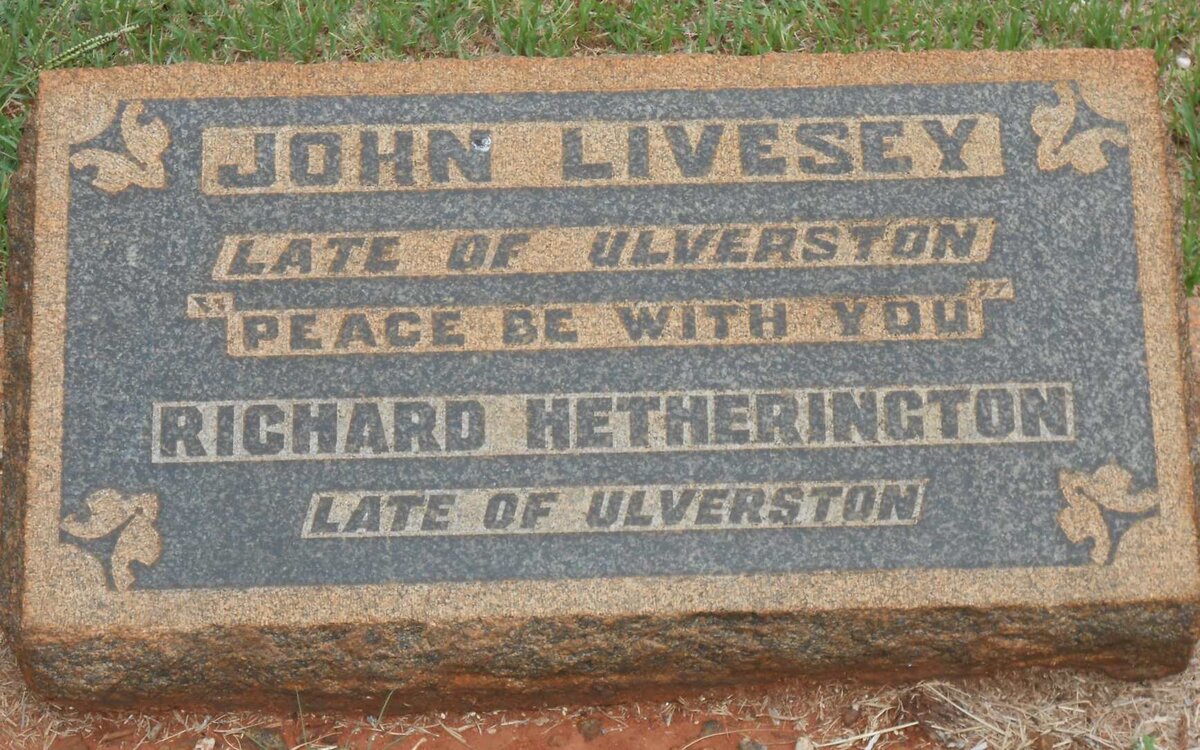 JOHN LIVESEY
LATE OF ULVERSTON
"PEACE BE WITH YOU"
RICHARD HETHERINGTON
LATE OF ULVERSTON